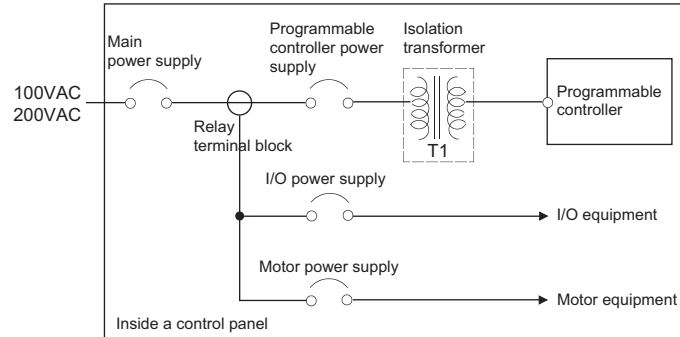 Main
power supply
Programmable
controller power
supply
Isolation
transformer
100VAC
200VAC
Relay
terminal block
T1
Programmable
controller
I/O power supply
I/O equipment
Motor power supply
Motor equipment
Inside a control panel